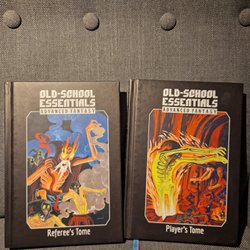 OLD-SCHOOL
ESSENTIALS
ADVANCED FANTASY
Referee's Tome
OLD-SCHOOL
ESSENTIALS
ADVANCED FANTASY
Player's Tome